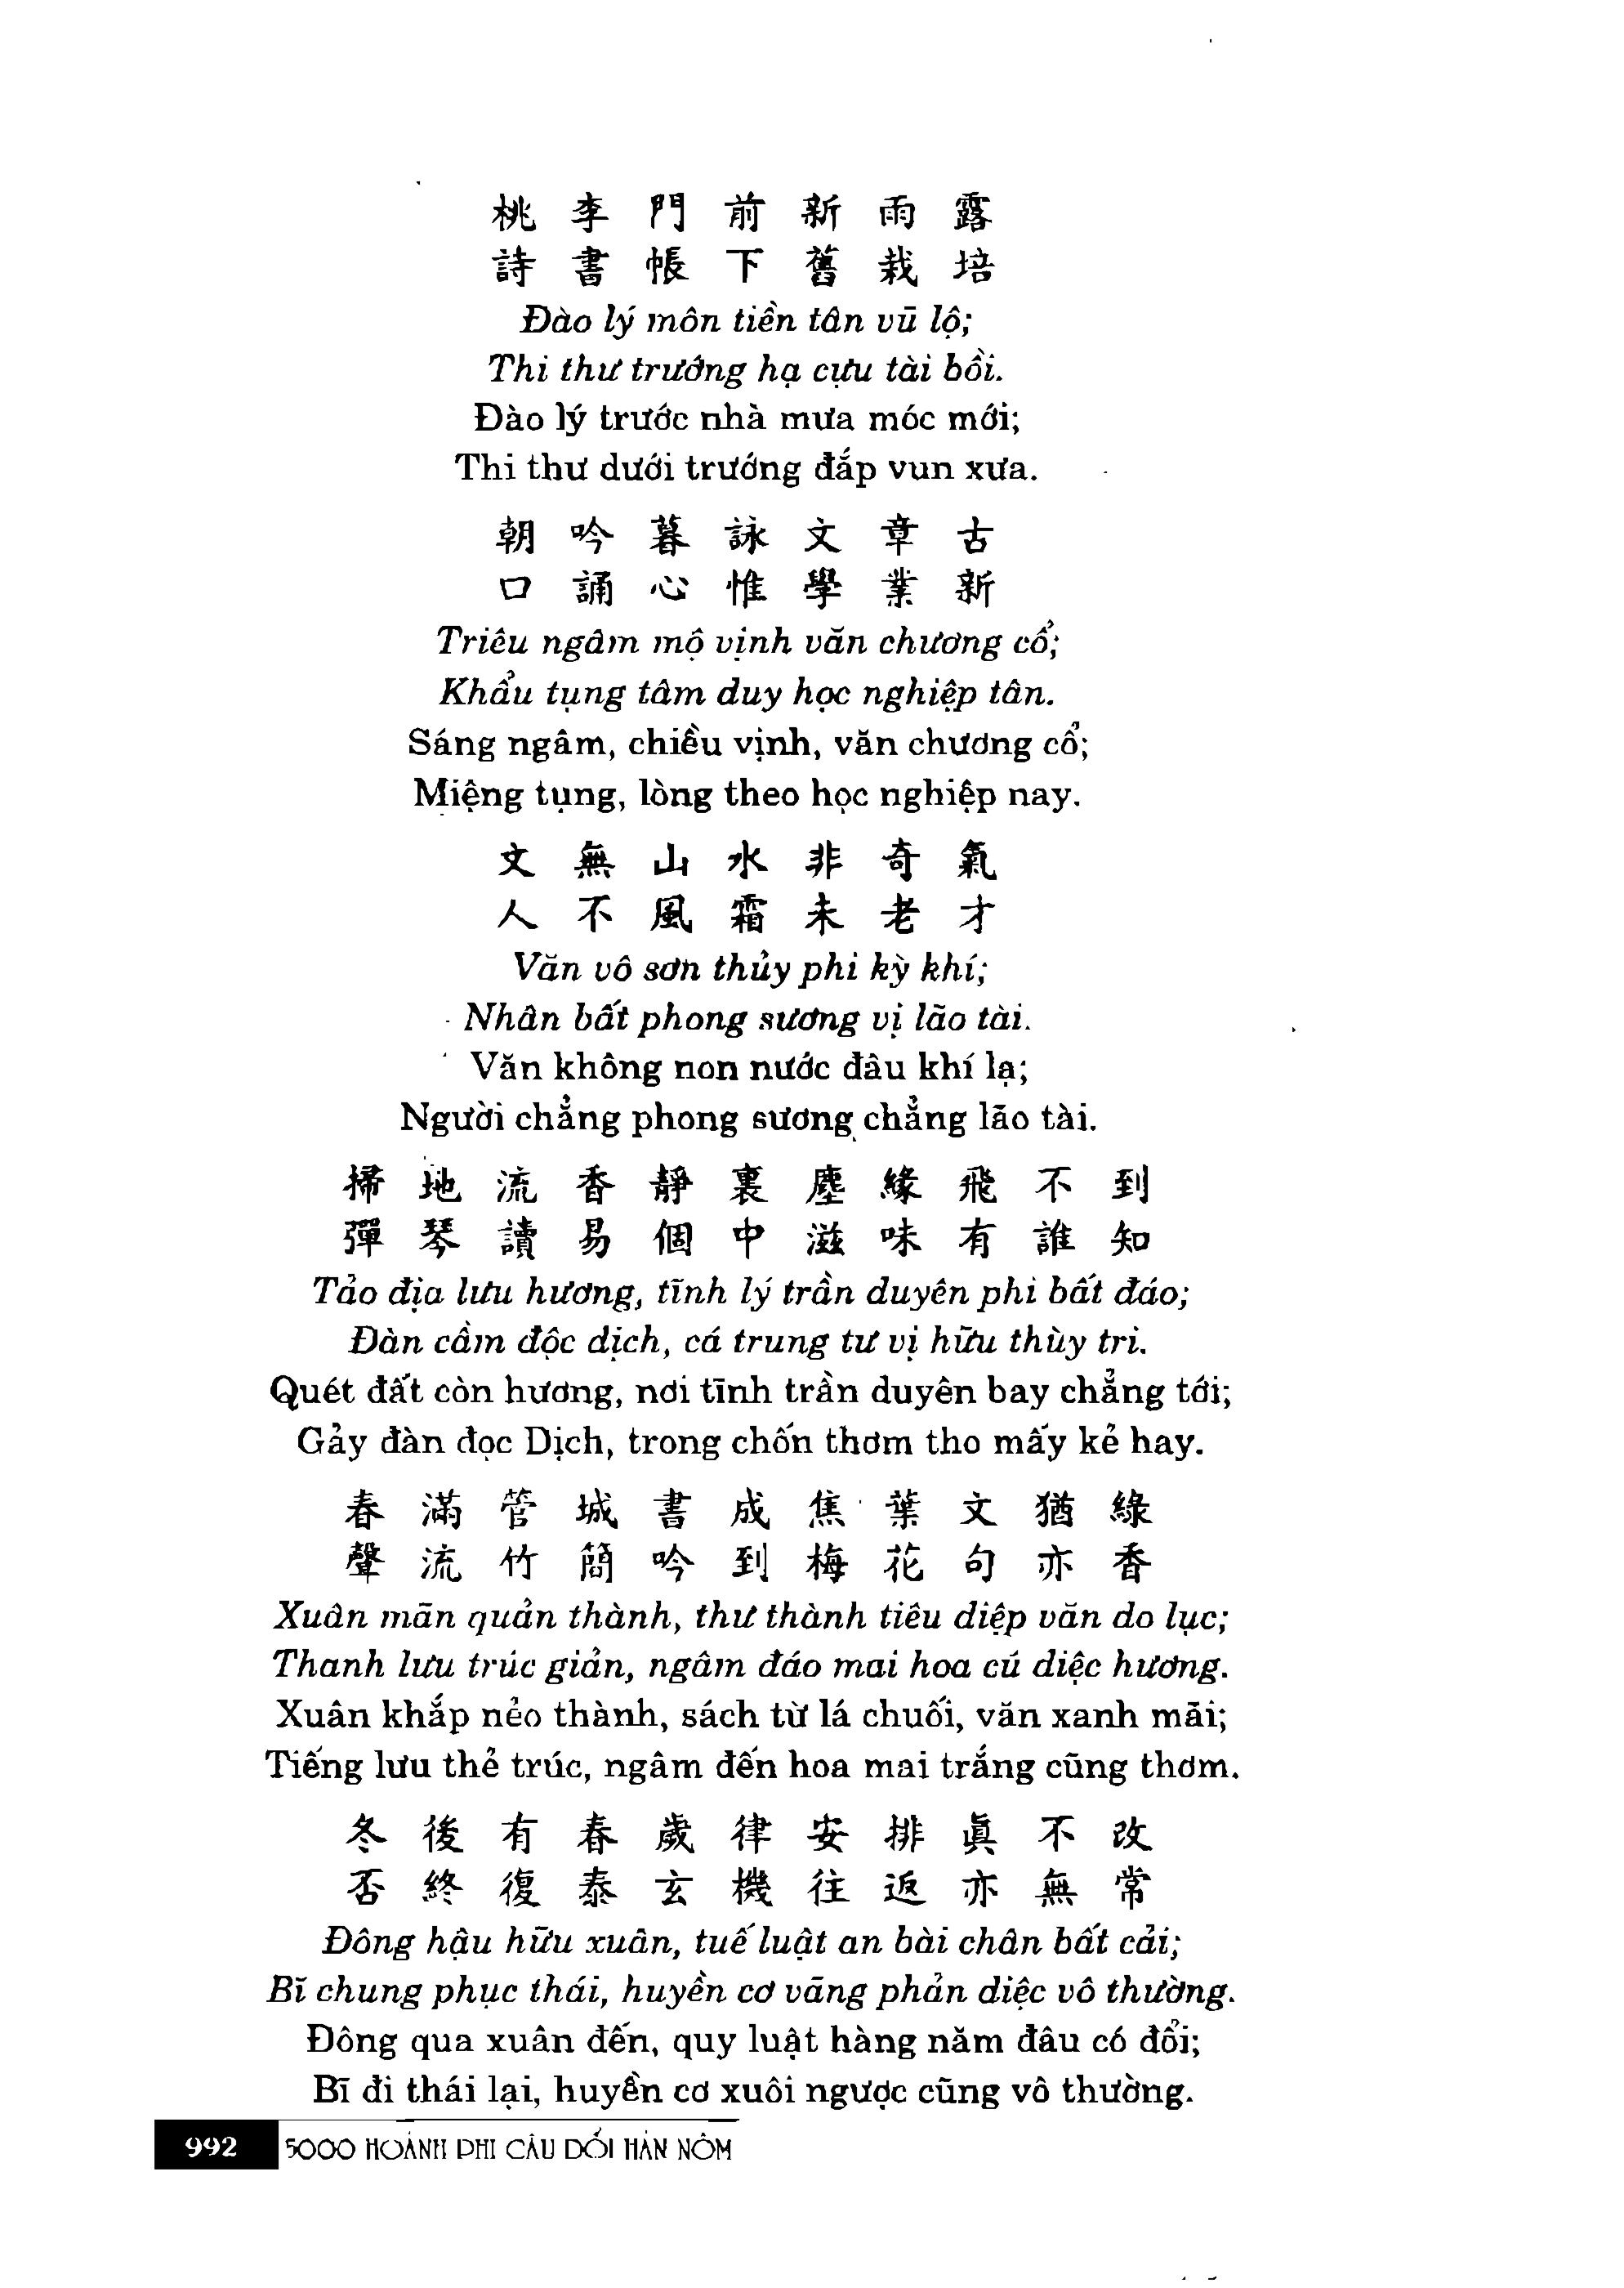 桃李門前新雨露
詩書帳下舊栽培
Đào lý môn tiền tân vũ lộ;
Thi thư trướng hạ cựu tài bồi.
Đào lý trước nhà mưa móc mới;
Thi thư dưới trướng đắp vun xưa.
朝吟暮詠文章古
口誦心惟學業新
Triêu ngâm mộ vịnh văn chương cổ;
Khẩu tụng tâm duy học nghiệp tân.
Sáng ngâm, chiều vịnh, văn chương cổ;
Miệng tụng, lòng theo học nghiệp nay.
文無山水非奇氣
人不風霜未老才
Văn vô sơn thủy phi kỳ khí;
Nhân bất phong sương vị lão tài.
Văn không non nước đâu khí lạ;
Người chẳng phong sương chẳng lão tài.
掃地流香靜裏塵緣飛不到
彈琴讀易個中滋味有誰知
Tảo địa lưu hương, tĩnh lý trần duyên phi bất đáo;
Đàn cầm độc dịch, cá trung tư vị hữu thùy tri.
Quét đất còn hương, nơi tĩnh trần duyên bay chẳng tới;
Gảy đàn đọc Dịch, trong chốn thơm tho mấy kẻ hay.
春滿管城書成焦葉文猶綠
聲流竹簡吟到梅花句亦香
Xuân mãn quản thành, thư thành tiêu diệp văn do lục;
Thanh lưu trúc giản, ngâm đáo mai hoa cú diệc hương.
Xuân khắp nẻo thành, sách từ lá chuối, văn xanh mãi;
Tiếng lưu thẻ trúc, ngâm đến hoa mai trắng cũng thơm.
冬後有春歲律安排眞不改
否終復泰玄機往返亦無常
Đông hậu hữu xuân, tuế luật an bài chân bất cải;
Bĩ chung phục thái, huyền cơ vãng phản diệc vô thường.
Đông qua xuân đến, quy luật hàng năm đâu có đổi;
Bĩ đi thái lại, huyền cơ xuôi ngược cũng vô thường.
992 5000 HOÀNH PHI CÂU ĐỐI HÁN NÔM